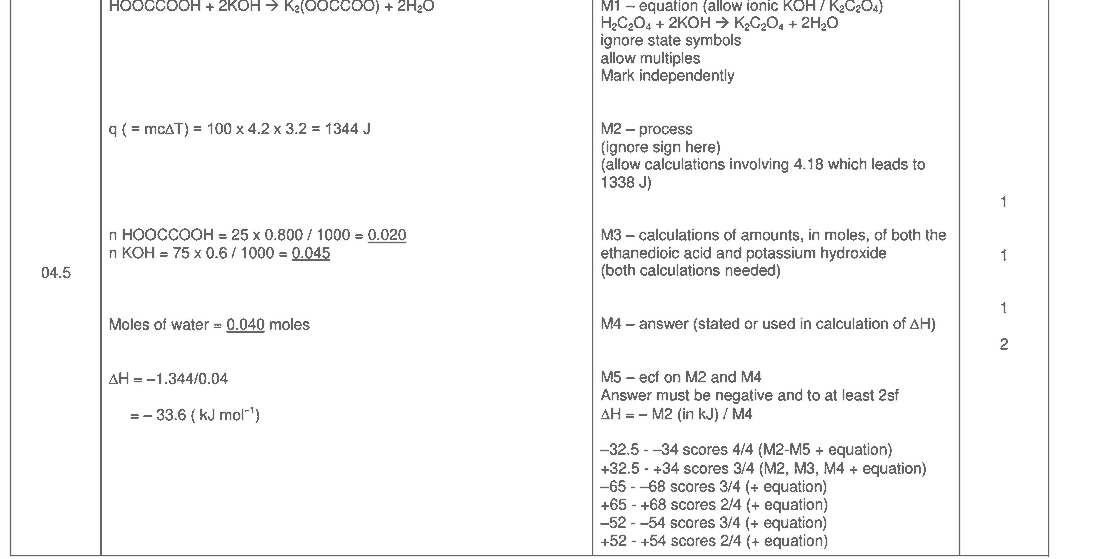 HOOCCOOH + 2KOH → K₂(OOCCOO) + 2H₂O
M1 – equation (allow ionic KOH / K₂C₂O₄)
H₂C₂O₄ + 2KOH → K₂C₂O₄ + 2H₂O
ignore state symbols
allow multiples
Mark independently
q ( = mcΔT) = 100 x 4.2 x 3.2 = 1344 J
M2 – process
(ignore sign here)
(allow calculations involving 4.18 which leads to
1338 J)
1
n HOOCCOOH = 25 x 0.800 / 1000 = 0.020
n KOH = 75 x 0.6 / 1000 = 0.045
M3 – calculations of amounts, in moles, of both the
ethanedioic acid and potassium hydroxide
(both calculations needed)
1
04.5
1
Moles of water = 0.040 moles
M4 – answer (stated or used in calculation of ΔH)
2
ΔH = –1.344/0.04
= – 33.6 ( kJ mol⁻¹)
M5 – ecf on M2 and M4
Answer must be negative and to at least 2sf
ΔH = – M2 (in kJ) / M4
–32.5 - –34 scores 4/4 (M2-M5 + equation)
+32.5 - +34 scores 3/4 (M2, M3, M4 + equation)
–65 - –68 scores 3/4 (+ equation)
+65 - +68 scores 2/4 (+ equation)
–52 - –54 scores 3/4 (+ equation)
+52 - +54 scores 2/4 (+ equation)